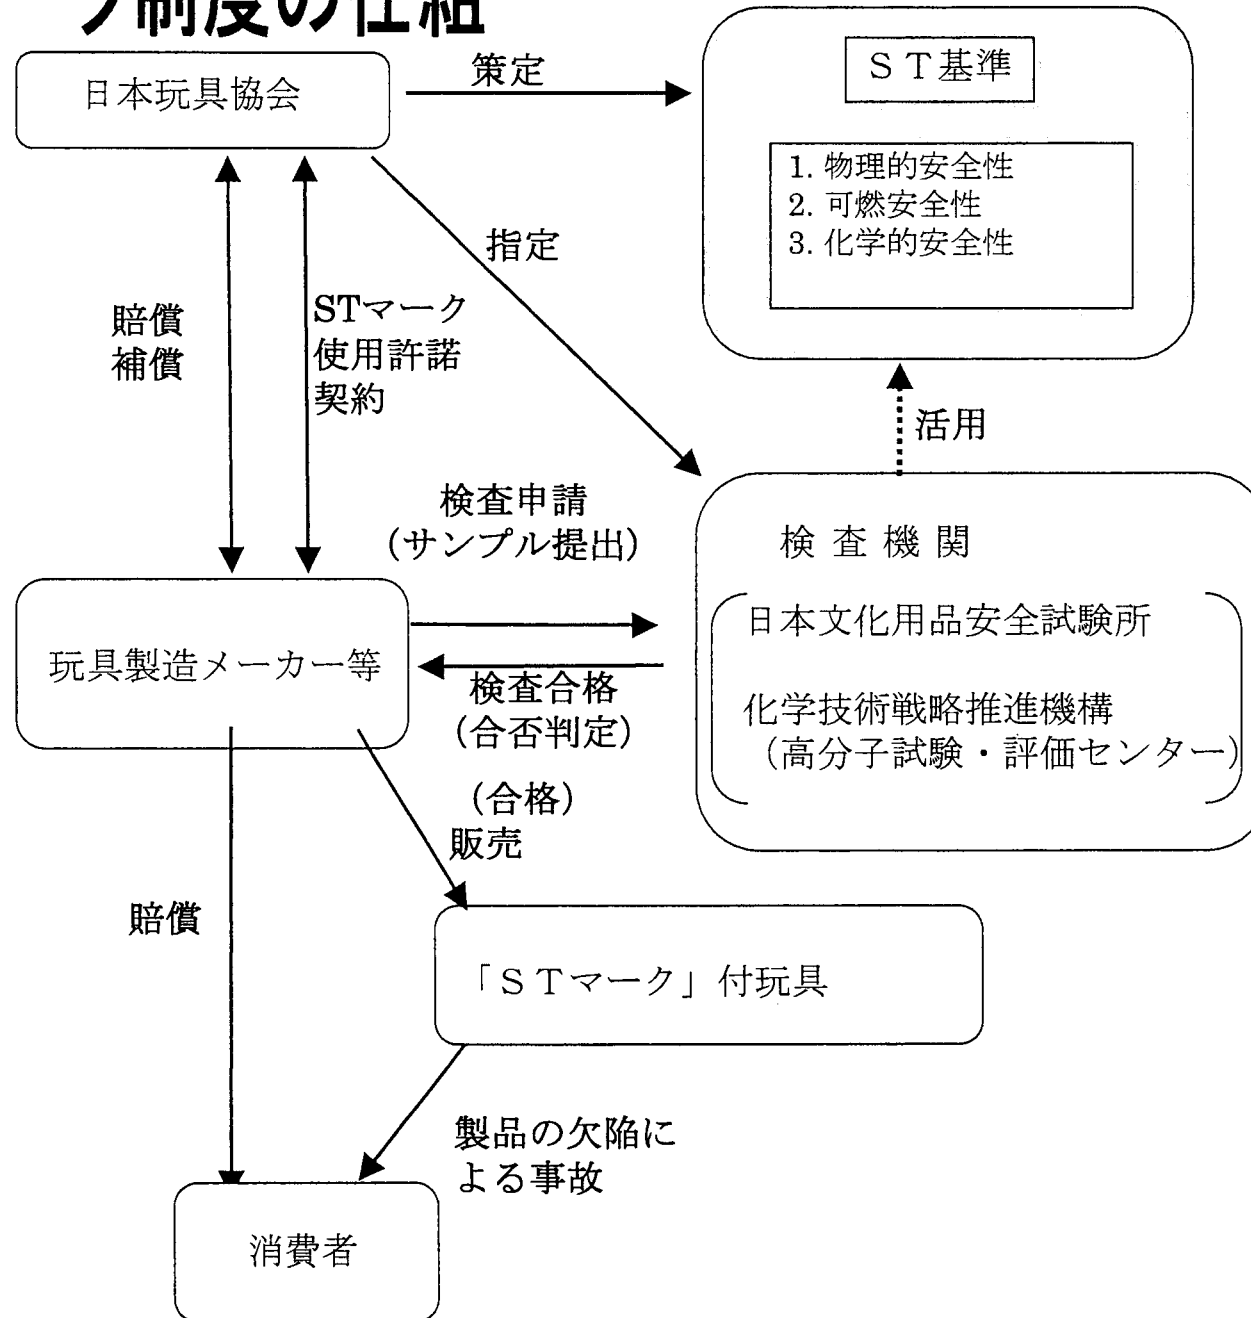 制度の仕組
日本玩具協会
策定
ＳＴ基準
1. 物理的安全性
2. 可燃安全性
3. 化学的安全性
指定
賠償
補償
STマーク
使用許諾
契約
活用
検査申請
(サンプル提出)
検 査 機 関
日本文化用品安全試験所
化学技術戦略推進機構
（高分子試験・評価センター）
玩具製造メーカー等
検査合格
(合否判定)
(合格)
販売
賠償
「ＳＴマーク」付玩具
製品の欠陥に
よる事故
消費者